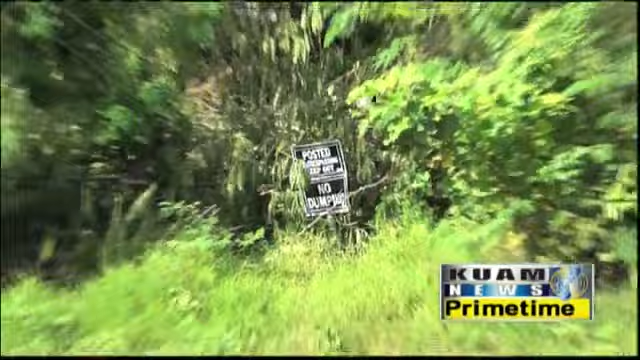 POSTED
KEEP OUT
NO
DUMPING
KUAM
NEWS
Primetime